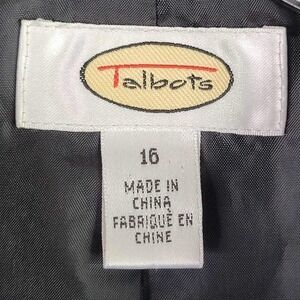 Talbots
16
MADE IN
CHINA
FABRIQUÉ EN
CHINE